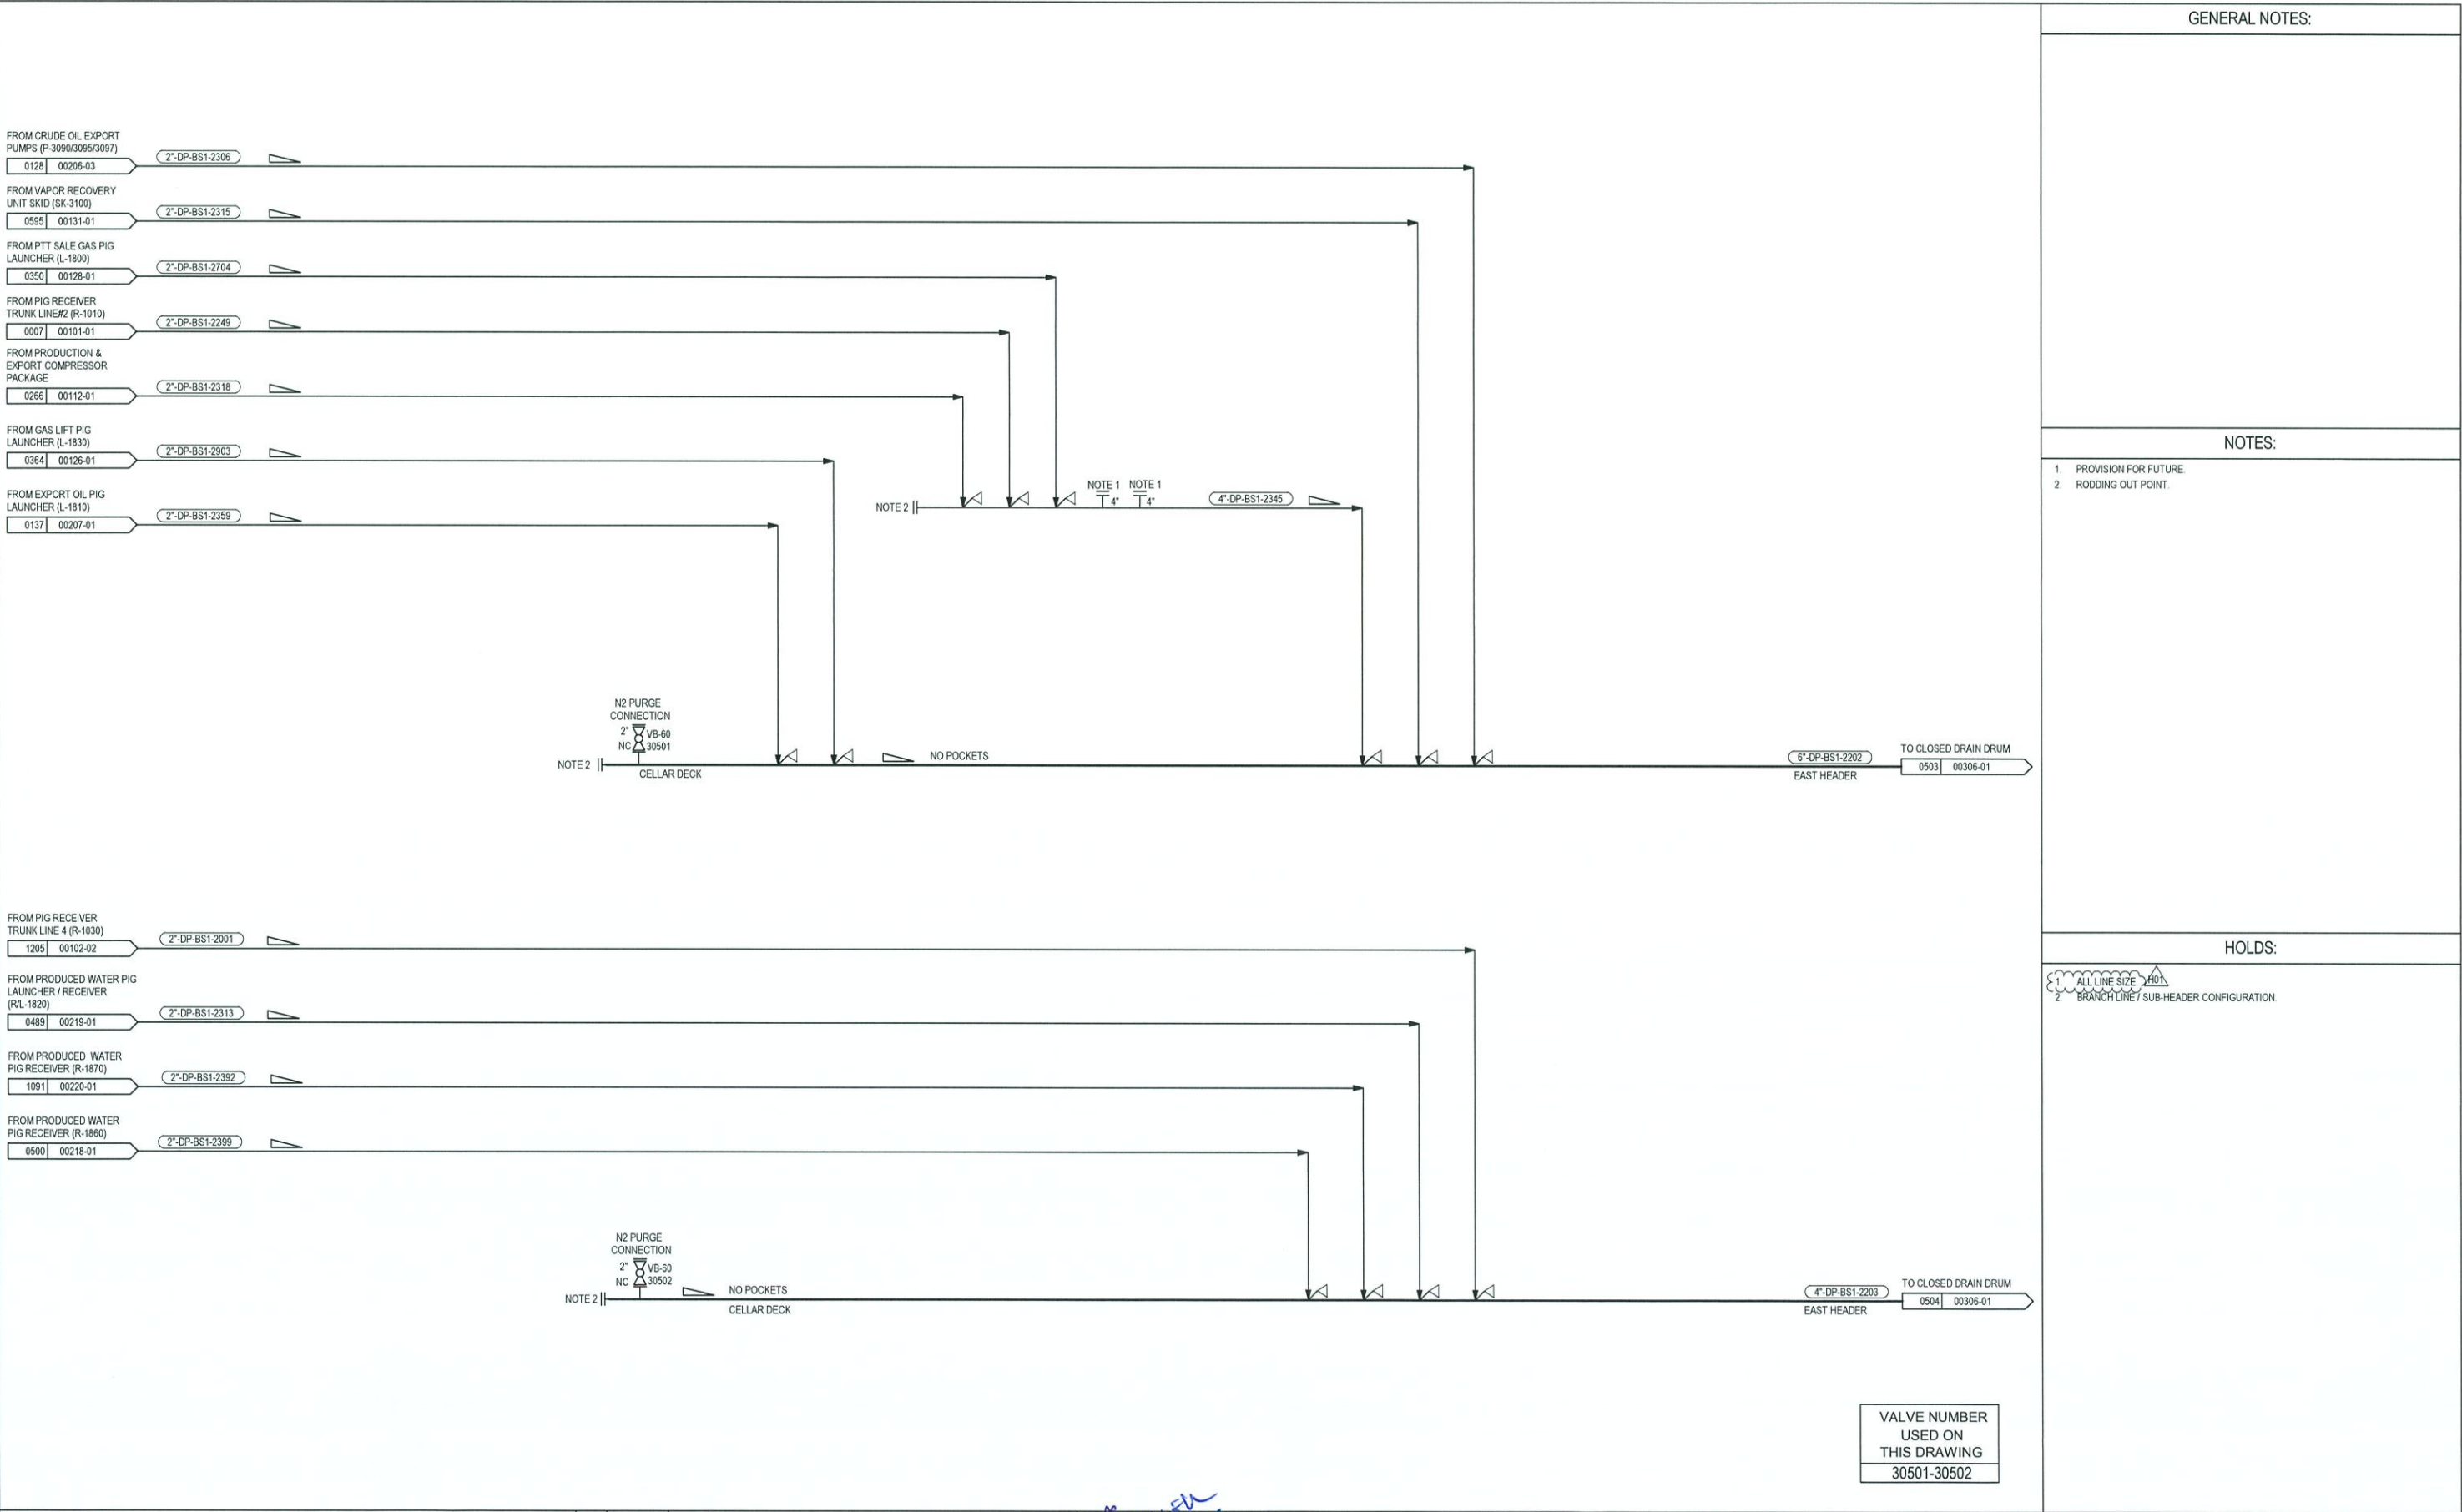 GENERAL NOTES:
FROM CRUDE OIL EXPORT
PUMPS (P-3090/3095/3097)
0128 00206-03
2"-DP-BS1-2306
FROM VAPOR RECOVERY
UNIT SKID (SK-3100)
0595 00131-01
2"-DP-BS1-2315
FROM PTT SALE GAS PIG
LAUNCHER (L-1800)
0350 00128-01
2"-DP-BS1-2704
FROM PIG RECEIVER
TRUNK LINE#2 (R-1010)
0007 00101-01
2"-DP-BS1-2249
FROM PRODUCTION &
EXPORT COMPRESSOR
PACKAGE
0266 00112-01
2"-DP-BS1-2318
FROM GAS LIFT PIG
LAUNCHER (L-1830)
0364 00126-01
2"-DP-BS1-2903
FROM EXPORT OIL PIG
LAUNCHER (L-1810)
0137 00207-01
2"-DP-BS1-2359
NOTE 2
NOTE 1 NOTE 1
4" 4"
4"-DP-BS1-2345
N2 PURGE
CONNECTION
2" VB-60
NC 30501
NOTE 2
CELLAR DECK
NO POCKETS
6"-DP-BS1-2202
EAST HEADER
TO CLOSED DRAIN DRUM
0503 00306-01
FROM PIG RECEIVER
TRUNK LINE 4 (R-1030)
1205 00102-02
2"-DP-BS1-2001
FROM PRODUCED WATER PIG
LAUNCHER / RECEIVER
(R/L-1820)
0489 00219-01
2"-DP-BS1-2313
FROM PRODUCED WATER
PIG RECEIVER (R-1870)
1091 00220-01
2"-DP-BS1-2392
FROM PRODUCED WATER
PIG RECEIVER (R-1860)
0500 00218-01
2"-DP-BS1-2399
N2 PURGE
CONNECTION
2" VB-60
NC 30502
NOTE 2
NO POCKETS
CELLAR DECK
4"-DP-BS1-2203
EAST HEADER
TO CLOSED DRAIN DRUM
0504 00306-01
NOTES:
1. PROVISION FOR FUTURE.
2. RODDING OUT POINT.
HOLDS:
1. ALL LINE SIZE H01
2. BRANCH LINE / SUB-HEADER CONFIGURATION.
VALVE NUMBER
USED ON
THIS DRAWING
30501-30502